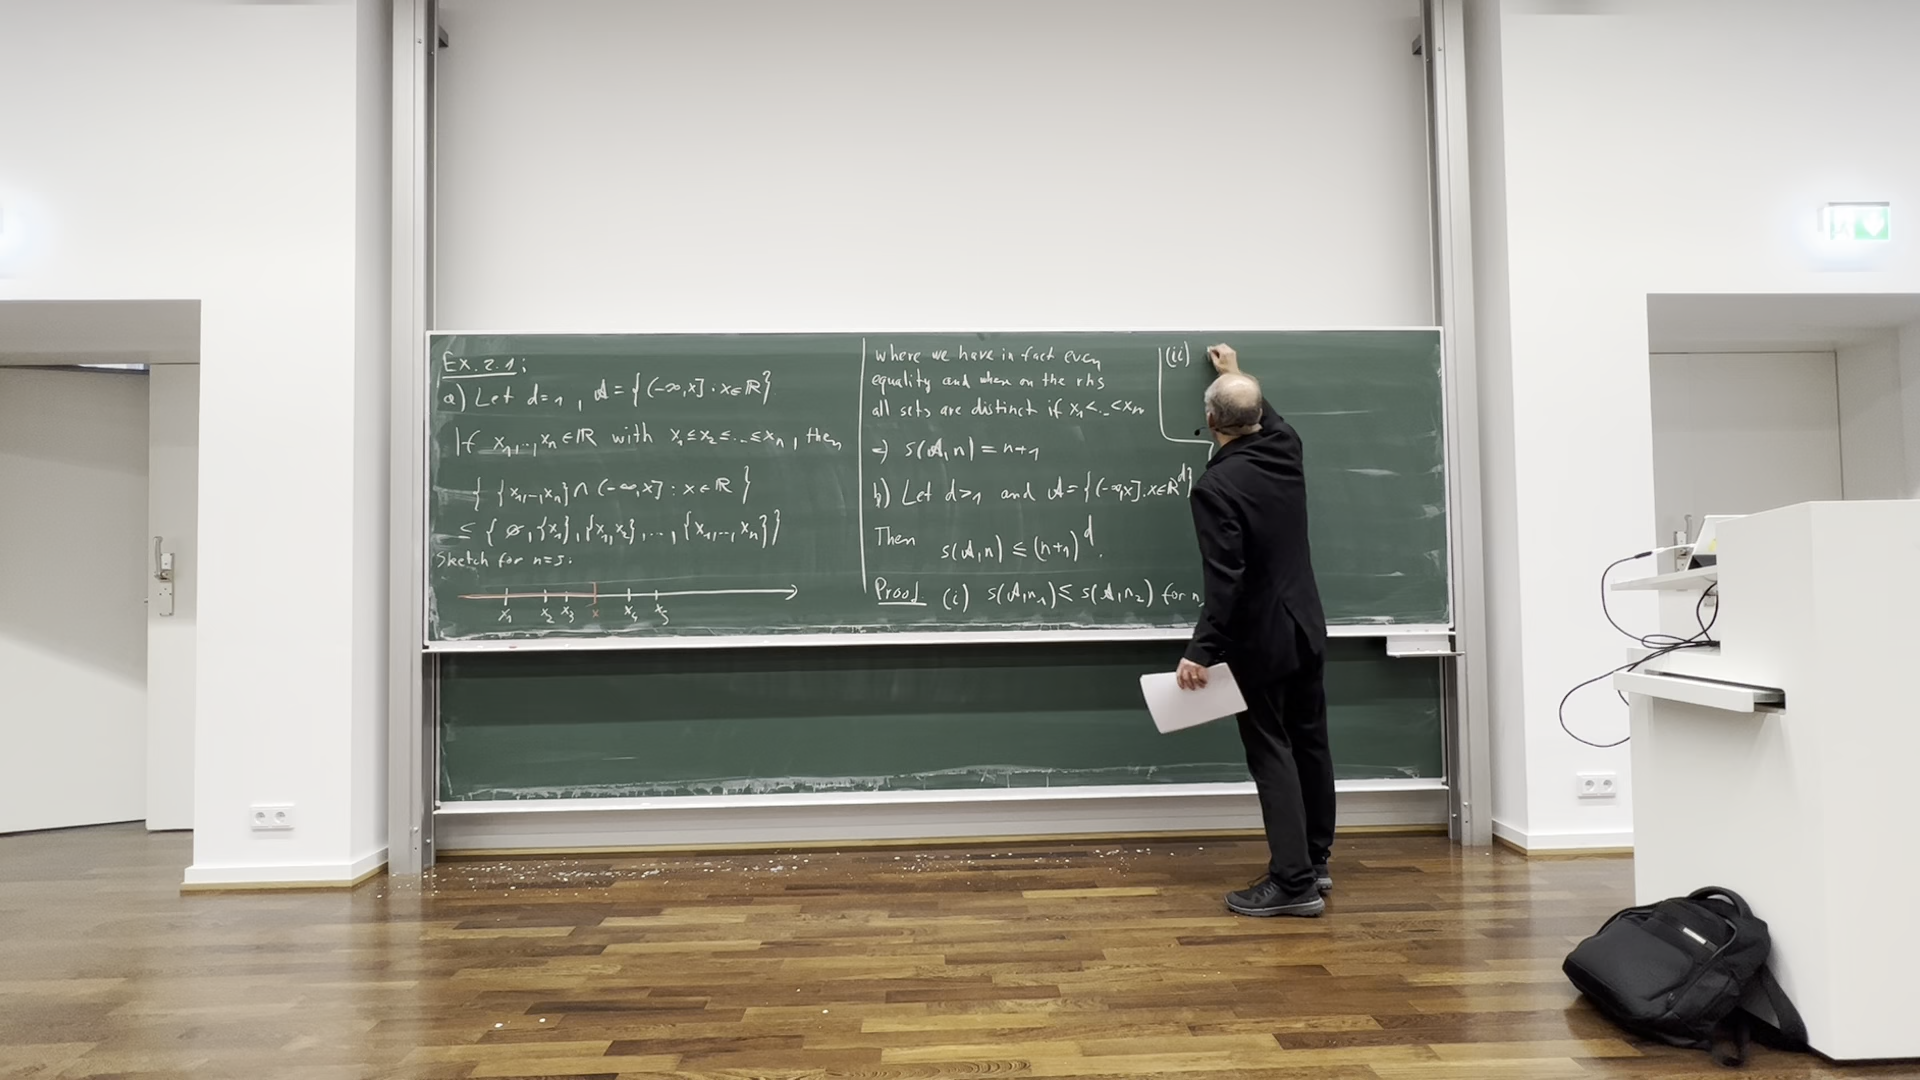 Ex. 2.1:
a) Let d=1, 𝒜 = { (-∞,x] : x∈ℝ }
If x₁,..,xₙ ∈ ℝ with x₁≤x₂≤...≤xₙ, then
{ {x₁,...,xₙ} ∩ (-∞,x] : x∈ℝ }
⊆ { ∅, {x₁}, {x₁,x₂}, ..., {x₁,...,xₙ} }
Sketch for n=5:
x₁ x₂ x₃ x x₄ x₅
where we have in fact even
equality and when on the rhs
all sets are distinct if x₁<...<xₙ
⇒ s(𝒜,n) = n+1
b) Let d>1 and 𝒜 = { (-∞,x] : x∈ℝᵈ }
Then
s(𝒜,n) ≤ (n+1)ᵈ.
Proof (i) s(𝒜,n₁) ≤ s(𝒜,n₂) for n
(ii)